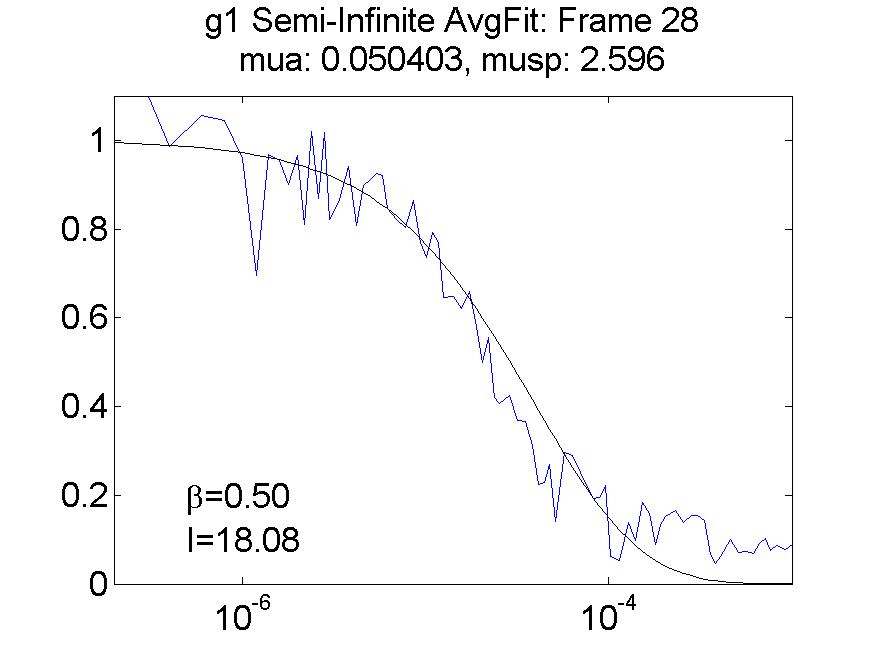 g1 Semi-Infinite AvgFit: Frame 28
mua: 0.050403, musp: 2.596
1
0.8
0.6
0.4
0.2
0
β=0.50
I=18.08
10^-6
10^-4